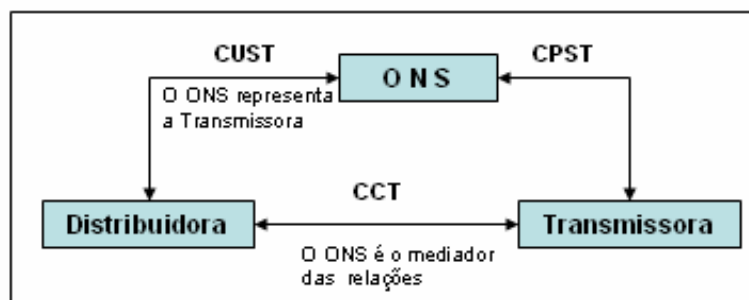 CUST
O N S
CPST
O ONS representa
a Transmissora
CCT
Distribuidora
Transmissora
O ONS é o mediador
das relações